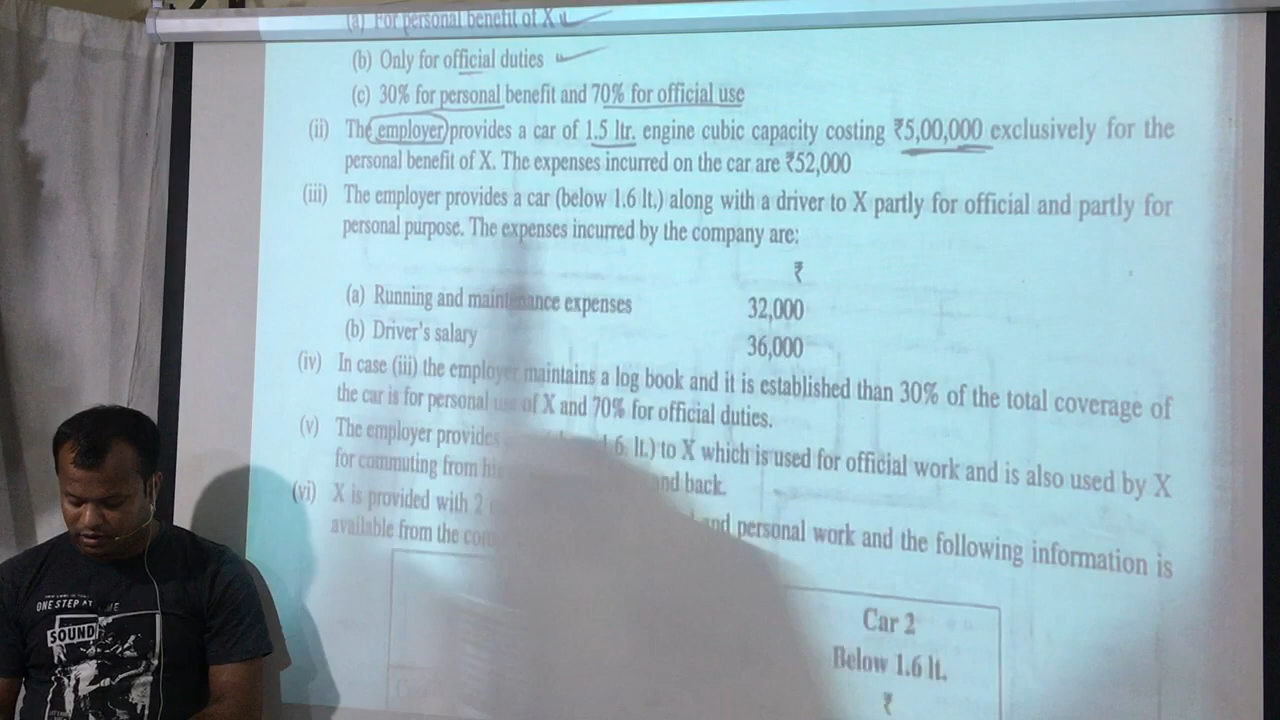 (a) For personal benefit of X
(b) Only for official duties
(c) 30% for personal benefit and 70% for official use
(ii) The employer provides a car of 1.5 ltr. engine cubic capacity costing ₹5,00,000 exclusively for the
personal benefit of X. The expenses incurred on the car are ₹52,000
(iii) The employer provides a car (below 1.6 lt.) along with a driver to X partly for official and partly for
personal purpose. The expenses incurred by the company are:
₹
(a) Running and maintenance expenses 32,000
(b) Driver's salary 36,000
(iv) In case (iii) the employer maintains a log book and it is established than 30% of the total coverage of
the car is for personal use of X and 70% for official duties.
(v) The employer provides 1.6. lt.) to X which is used for official work and is also used by X
for commuting from and back.
(vi) X is provided with 2 and personal work and the following information is
available from the
Car 2
Below 1.6 lt.
₹
ONE STEP AT
SOUND